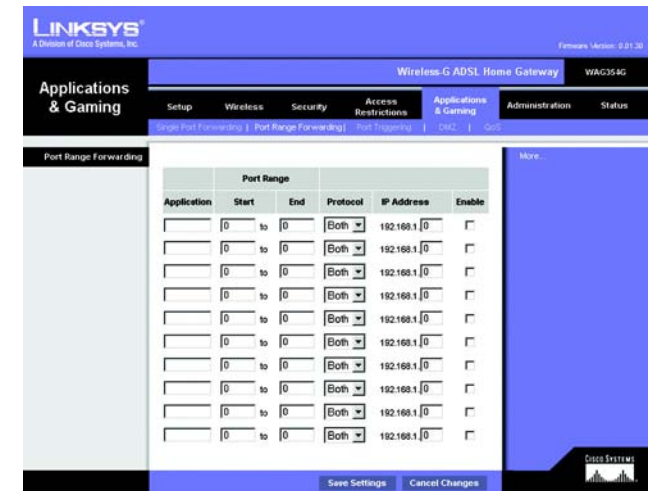 LINKSYS®
A Division of Cisco Systems, Inc.
Firmware Version: 0.01.30
Wireless-G ADSL Home Gateway WAG354G
Applications & Gaming
Setup Wireless Security Access Restrictions Applications & Gaming Administration Status
Single Port Forwarding | Port Range Forwarding | Port Triggering | DMZ | QoS
Port Range Forwarding
More...
Port Range
Application Start End Protocol IP Address Enable
0 to 0 Both 192.168.1. 0
0 to 0 Both 192.168.1. 0
0 to 0 Both 192.168.1. 0
0 to 0 Both 192.168.1. 0
0 to 0 Both 192.168.1. 0
0 to 0 Both 192.168.1. 0
0 to 0 Both 192.168.1. 0
0 to 0 Both 192.168.1. 0
0 to 0 Both 192.168.1. 0
0 to 0 Both 192.168.1. 0
Save Settings Cancel Changes
CISCO SYSTEMS